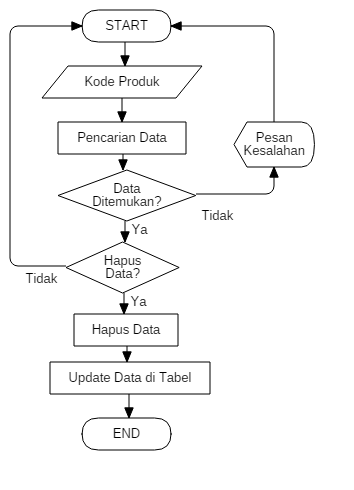 START
Kode Produk
Pencarian Data
Pesan
Kesalahan
Data
Ditemukan?
Tidak
Ya
Hapus
Data?
Tidak
Ya
Hapus Data
Update Data di Tabel
END